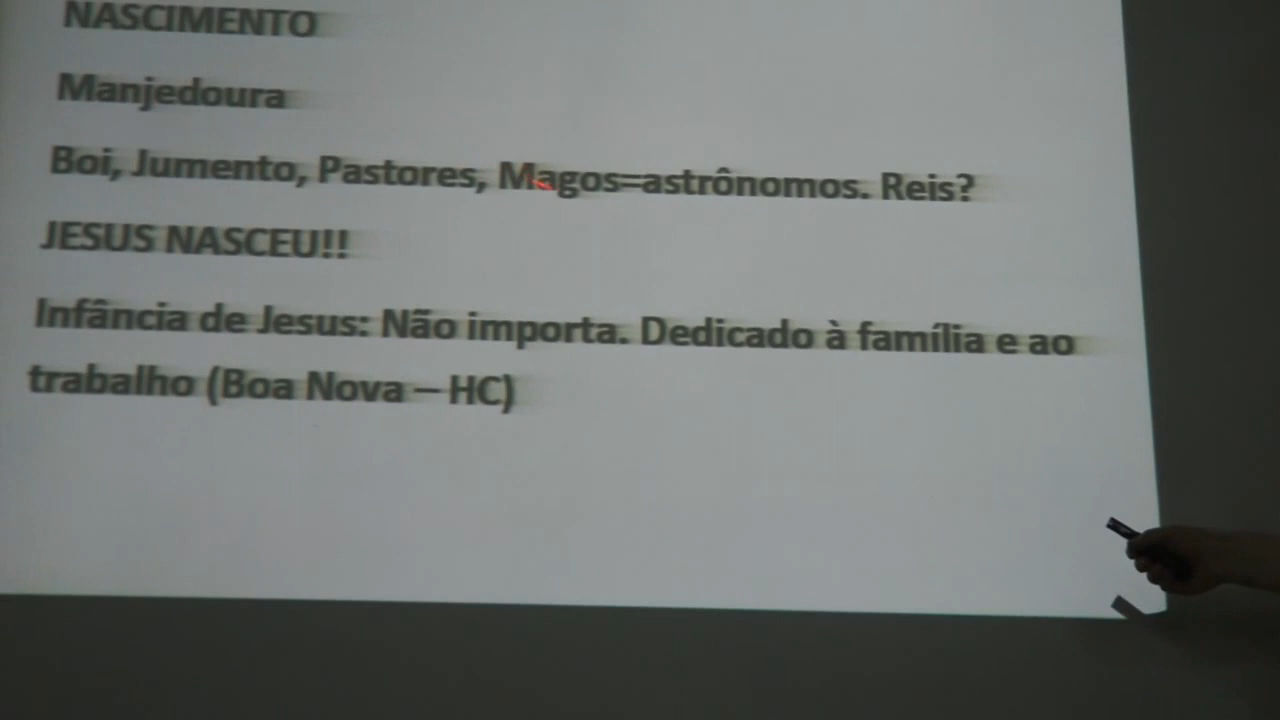 NASCIMENTO
Manjedoura
Boi, Jumento, Pastores, Magos=astrônomos. Reis?
JESUS NASCEU!!
Infância de Jesus: Não importa. Dedicado à família e ao
trabalho (Boa Nova – HC)